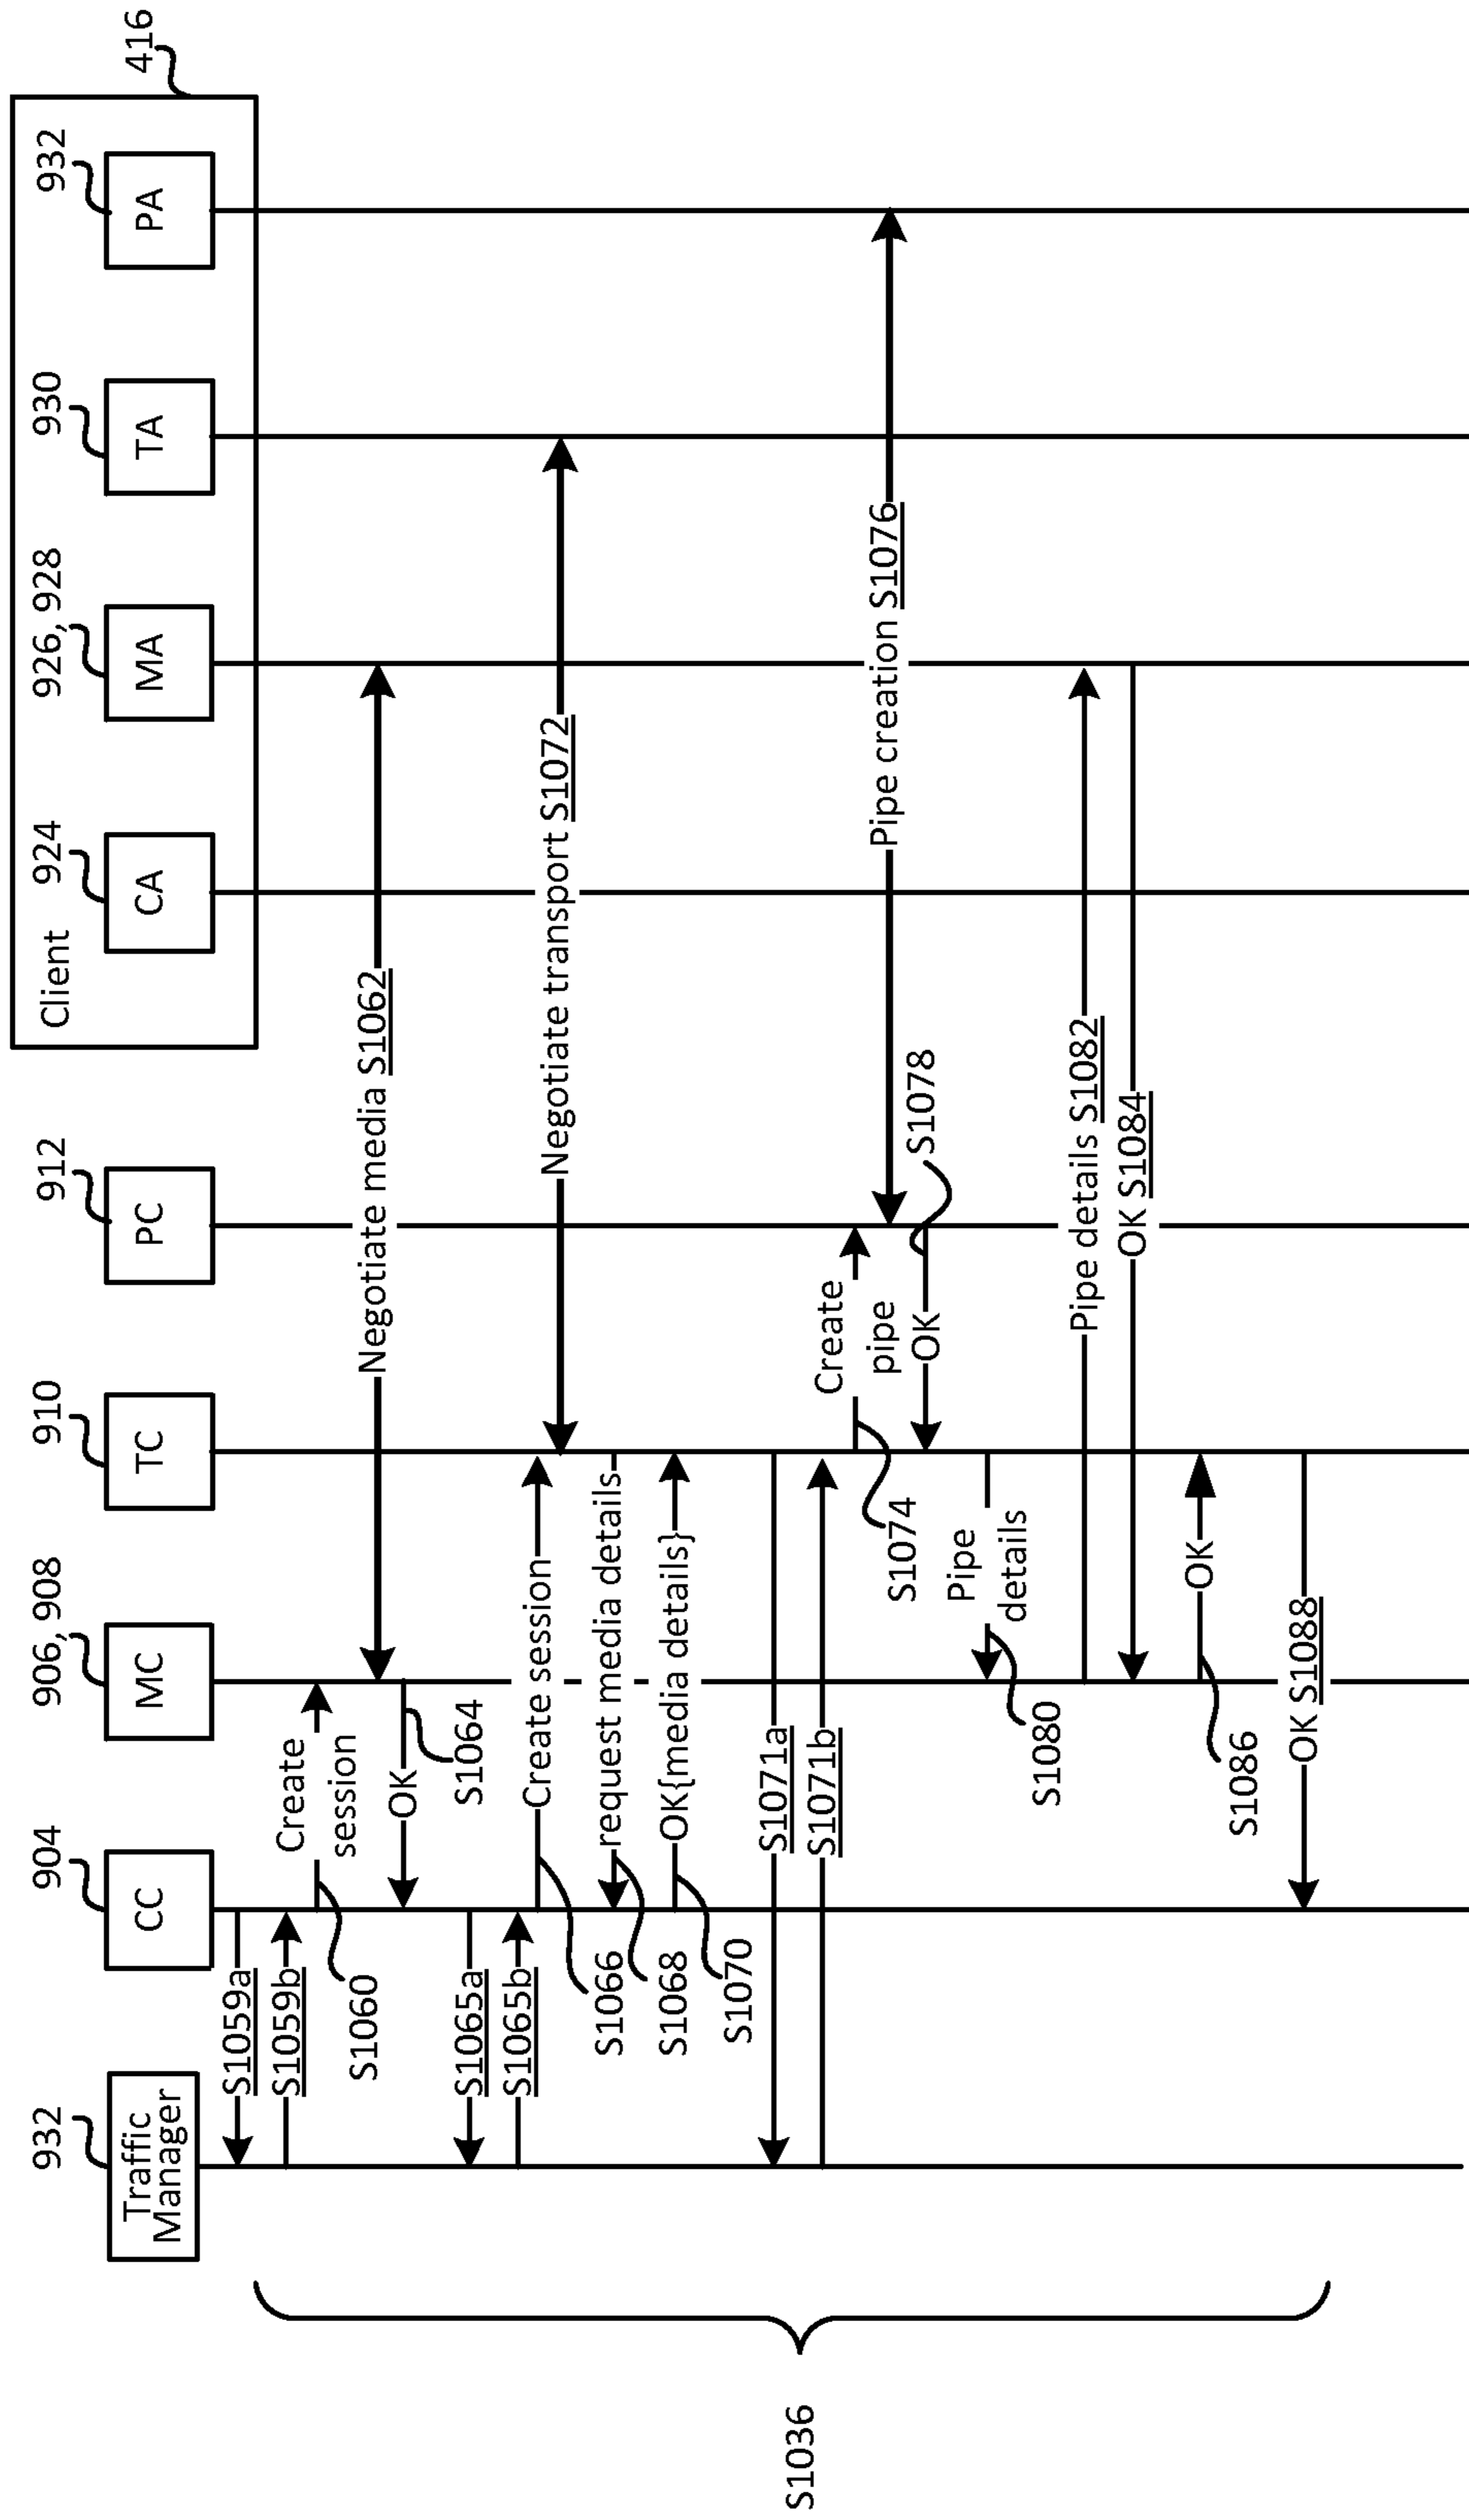 416
932
904
906, 908
910
912
924
926, 928
930
932
Client
Traffic
Manager
CC
MC
TC
PC
CA
MA
TA
PA
S1059a
S1059b
Create
session
S1060
Negotiate media S1062
OK
S1064
S1065a
S1065b
Create session
S1066
Negotiate transport S1072
request media details
S1068
OK{media details}
S1070
S1071a
S1071b
Create
pipe
S1074
Pipe creation S1076
OK
S1078
Pipe
details
S1080
Pipe details S1082
OK S1084
OK
S1086
OK S1088
S1036